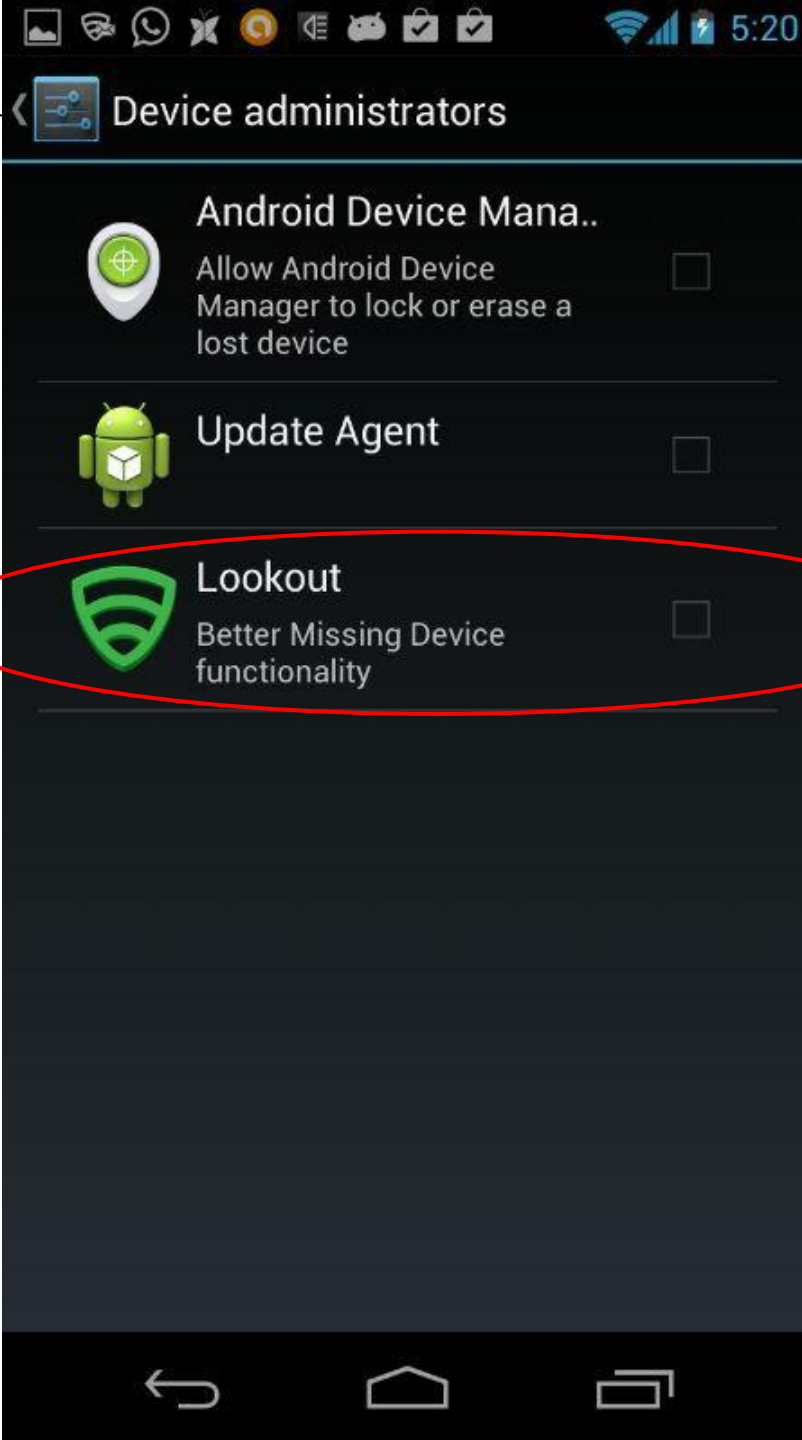 5:20
Device administrators
Android Device Mana..
Allow Android Device
Manager to lock or erase a
lost device
Update Agent
Lookout
Better Missing Device
functionality